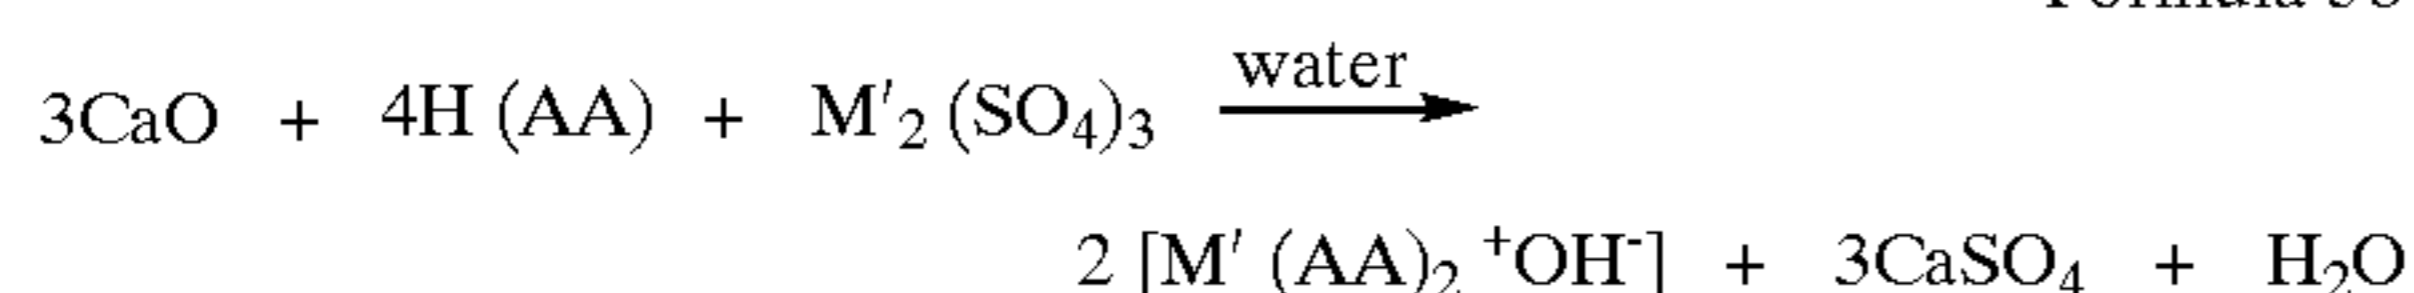 3CaO + 4H (AA) + M'₂ (SO₄)₃ water →
2 [M' (AA)₂ ⁺OH⁻] + 3CaSO₄ + H₂O